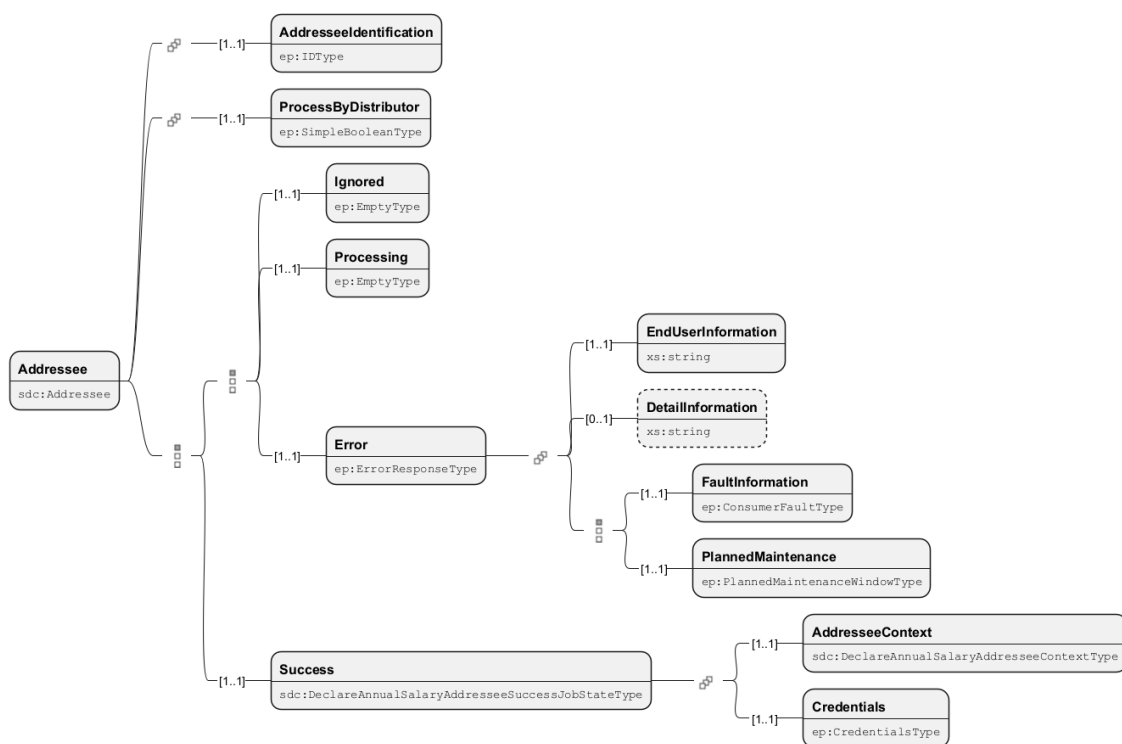 AddresseeIdentification
[1..1]
ep:IDType
ProcessByDistributor
[1..1]
ep:SimpleBooleanType
Ignored
[1..1]
ep:EmptyType
Processing
[1..1]
ep:EmptyType
EndUserInformation
[1..1]
xs:string
Addressee
sdc:Addressee
DetailInformation
[0..1]
xs:string
Error
[1..1]
ep:ErrorResponseType
FaultInformation
[1..1]
ep:ConsumerFaultType
PlannedMaintenance
[1..1]
ep:PlannedMaintenanceWindowType
AddresseeContext
[1..1]
sdc:DeclareAnnualSalaryAddresseeContextType
Success
[1..1]
sdc:DeclareAnnualSalaryAddresseeSuccessJobStateType
Credentials
[1..1]
ep:CredentialsType